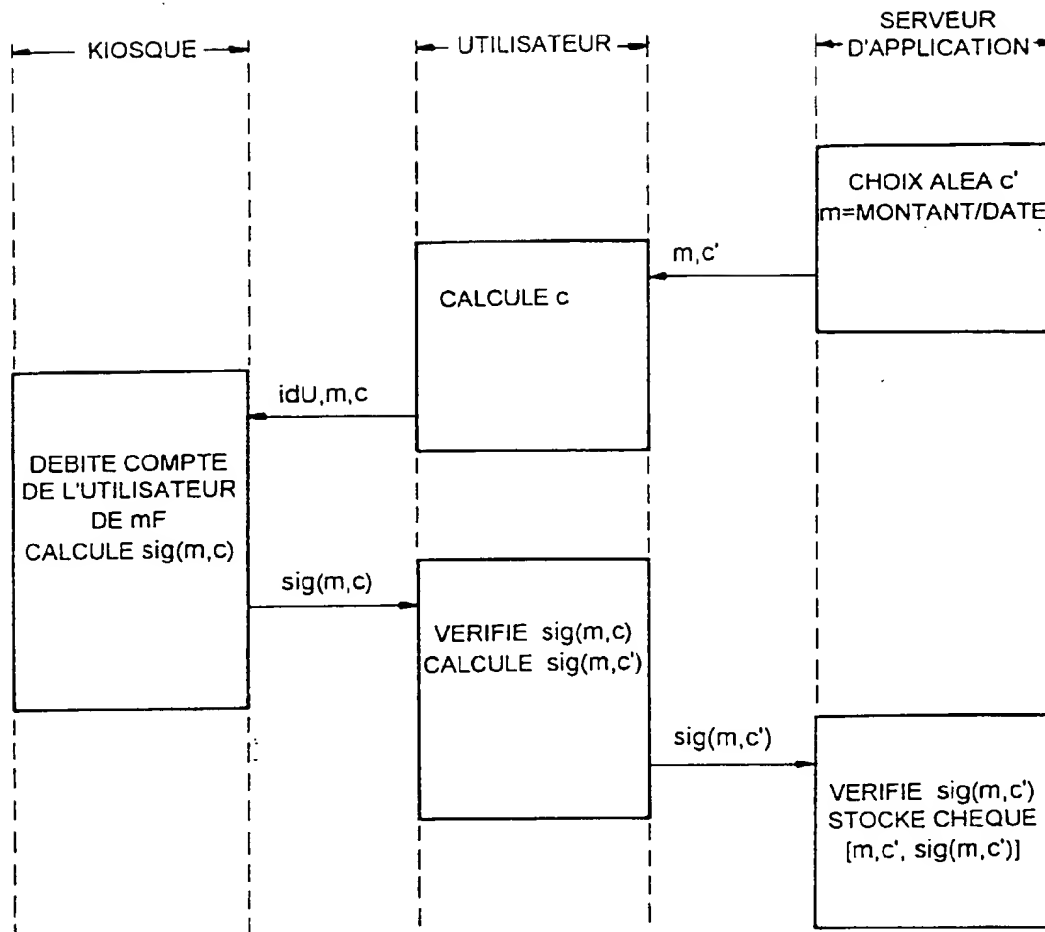 KIOSQUE
UTILISATEUR
SERVEUR
D'APPLICATION
CHOIX ALEA c'
m=MONTANT/DATE
m,c'
CALCULE c
idU,m,c
DEBITE COMPTE
DE L'UTILISATEUR
DE mF
CALCULE sig(m,c)
sig(m,c)
VERIFIE sig(m,c)
CALCULE sig(m,c')
sig(m,c')
VERIFIE sig(m,c')
STOCKE CHEQUE
[m,c', sig(m,c')]